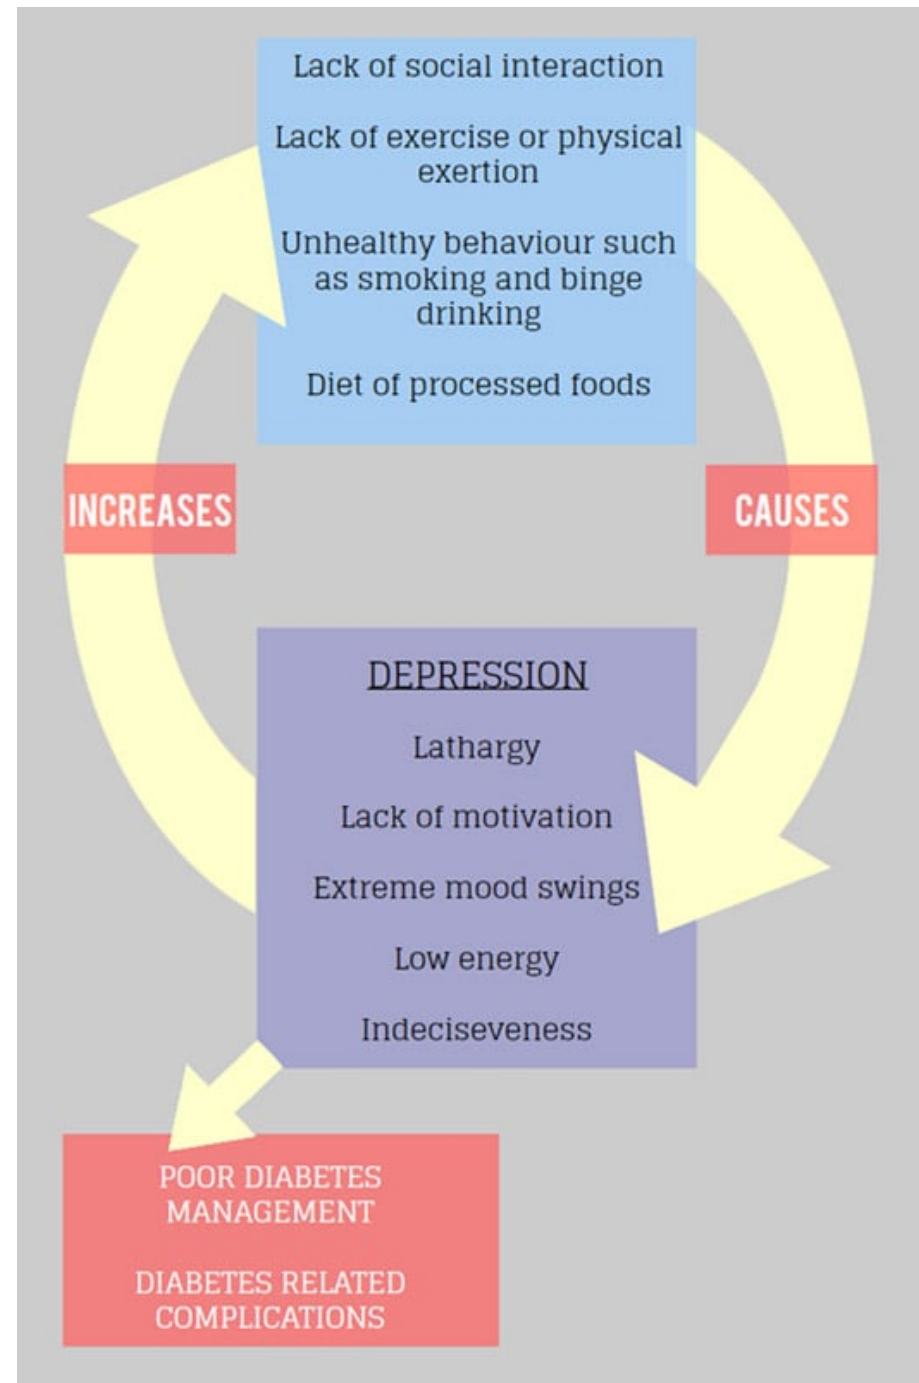 Lack of social interaction
Lack of exercise or physical
exertion
Unhealthy behaviour such
as smoking and binge
drinking
Diet of processed foods
INCREASES
CAUSES
DEPRESSION
Lathargy
Lack of motivation
Extreme mood swings
Low energy
Indeciseveness
POOR DIABETES
MANAGEMENT
DIABETES RELATED
COMPLICATIONS